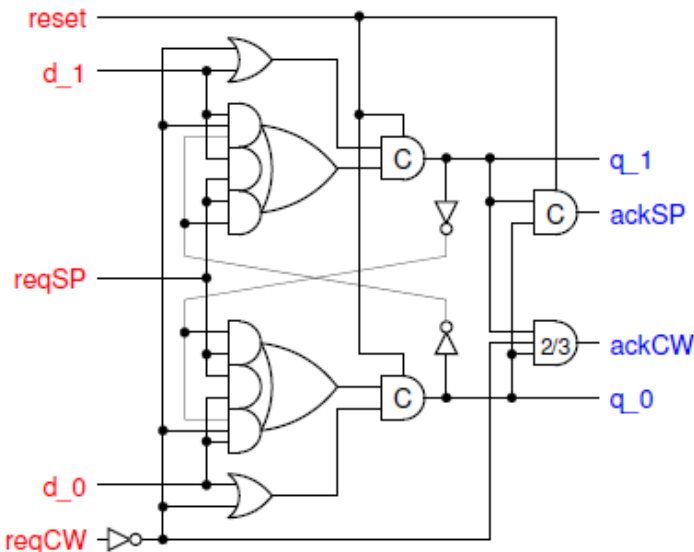 reset
d_1
C
q_1
C
ackSP
reqSP
2/3
ackCW
C
q_0
d_0
reqCW